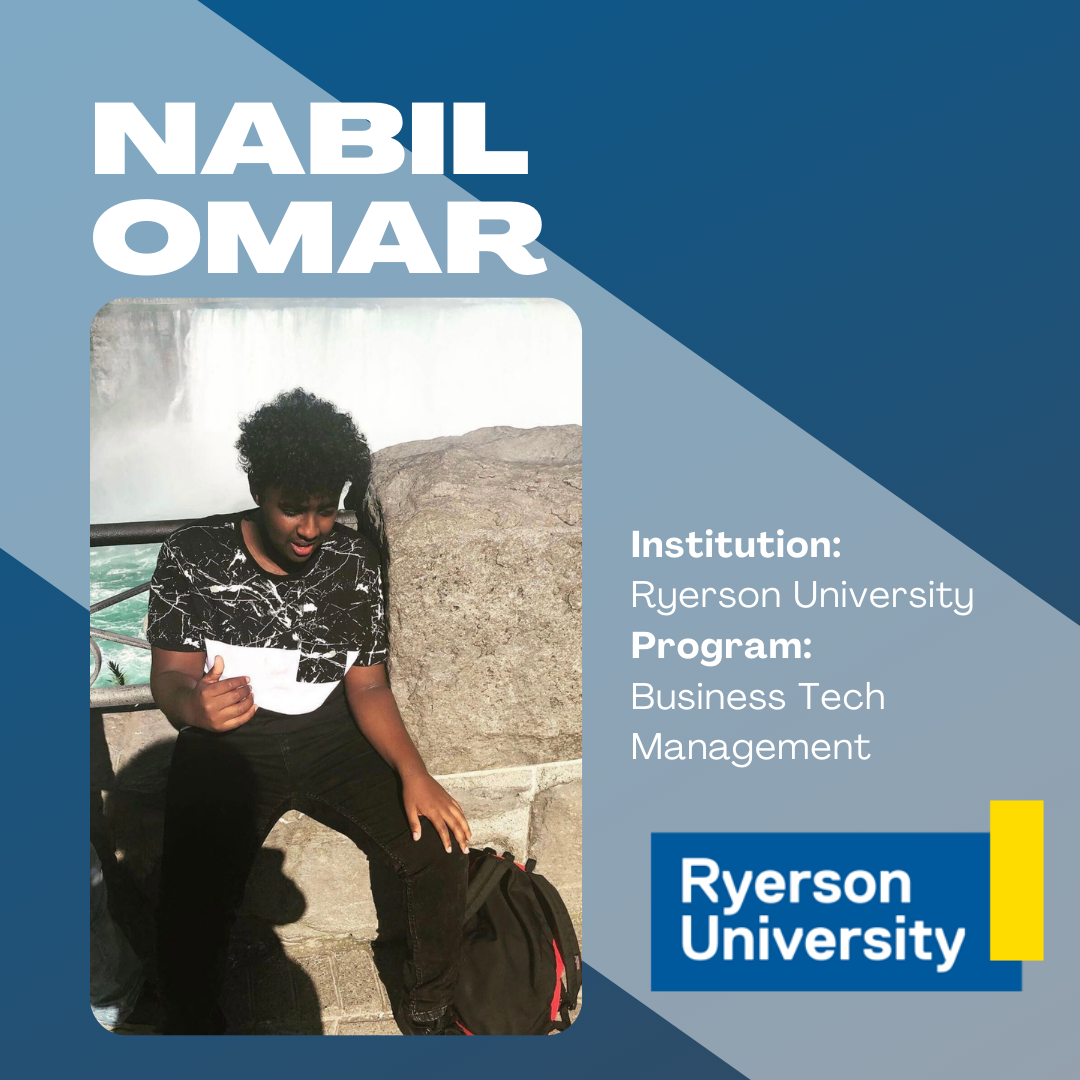 NABIL
OMAR
Institution:
Ryerson University
Program:
Business Tech
Management
Ryerson
University